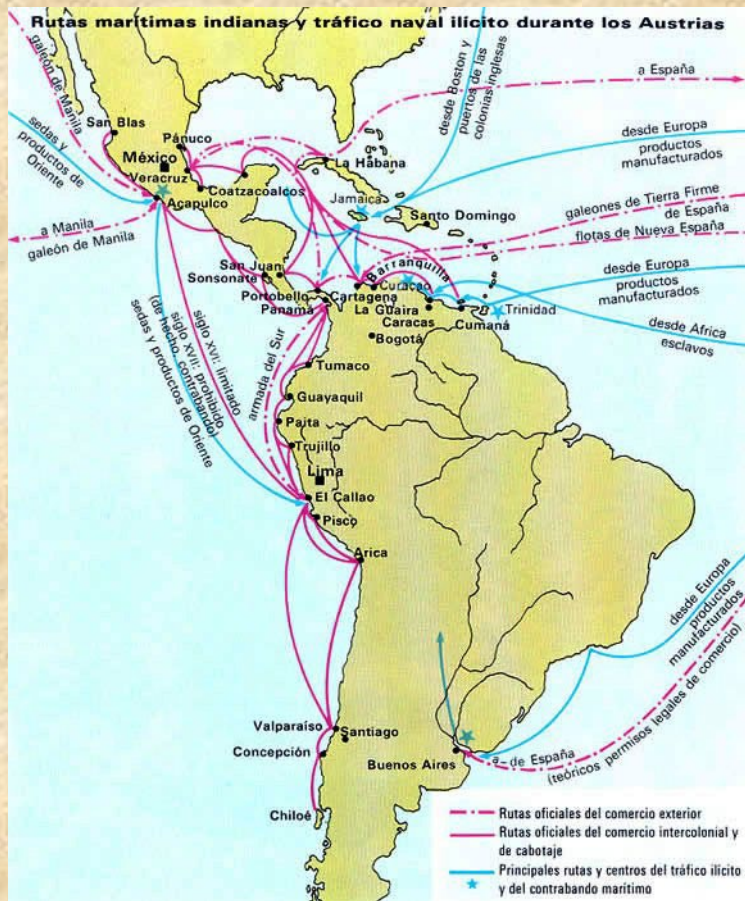 Rutas marítimas indianas y tráfico naval ilícito durante los Austrias
galeón de Manila
sedas y
productos de
Oriente
a Manila
galeón de Manila
San Blas
Pánuco
México
Veracruz
Acapulco
Coatzacoalcos
La Habana
desde Boston y
puertos de las
colonias inglesas
a España
desde Europa
productos
manufacturados
Jamaica
Santo Domingo
galeones de Tierra Firme
de España
flotas de Nueva España
San Juan
Sonsonate
Portobello
Panamá
Cartagena
Barranquilla
Curaçao
La Guaira
Caracas
Bogotá
Cumaná
Trinidad
desde Europa
productos
manufacturados
desde Africa
esclavos
siglo XVI: limitado
siglo XVII: prohibido
(de hecho, contrabando)
sedas y productos de Oriente
armada del Sur
Tumaco
Guayaquil
Paita
Trujillo
Lima
El Callao
Pisco
Arica
Valparaíso
Santiago
Concepción
Chiloé
Buenos Aires
desde Europa
productos
manufacturados
a-de España
(teóricos permisos legales de comercio)
Rutas oficiales del comercio exterior
Rutas oficiales del comercio intercolonial y
de cabotaje
Principales rutas y centros del tráfico ilícito
y del contrabando marítimo